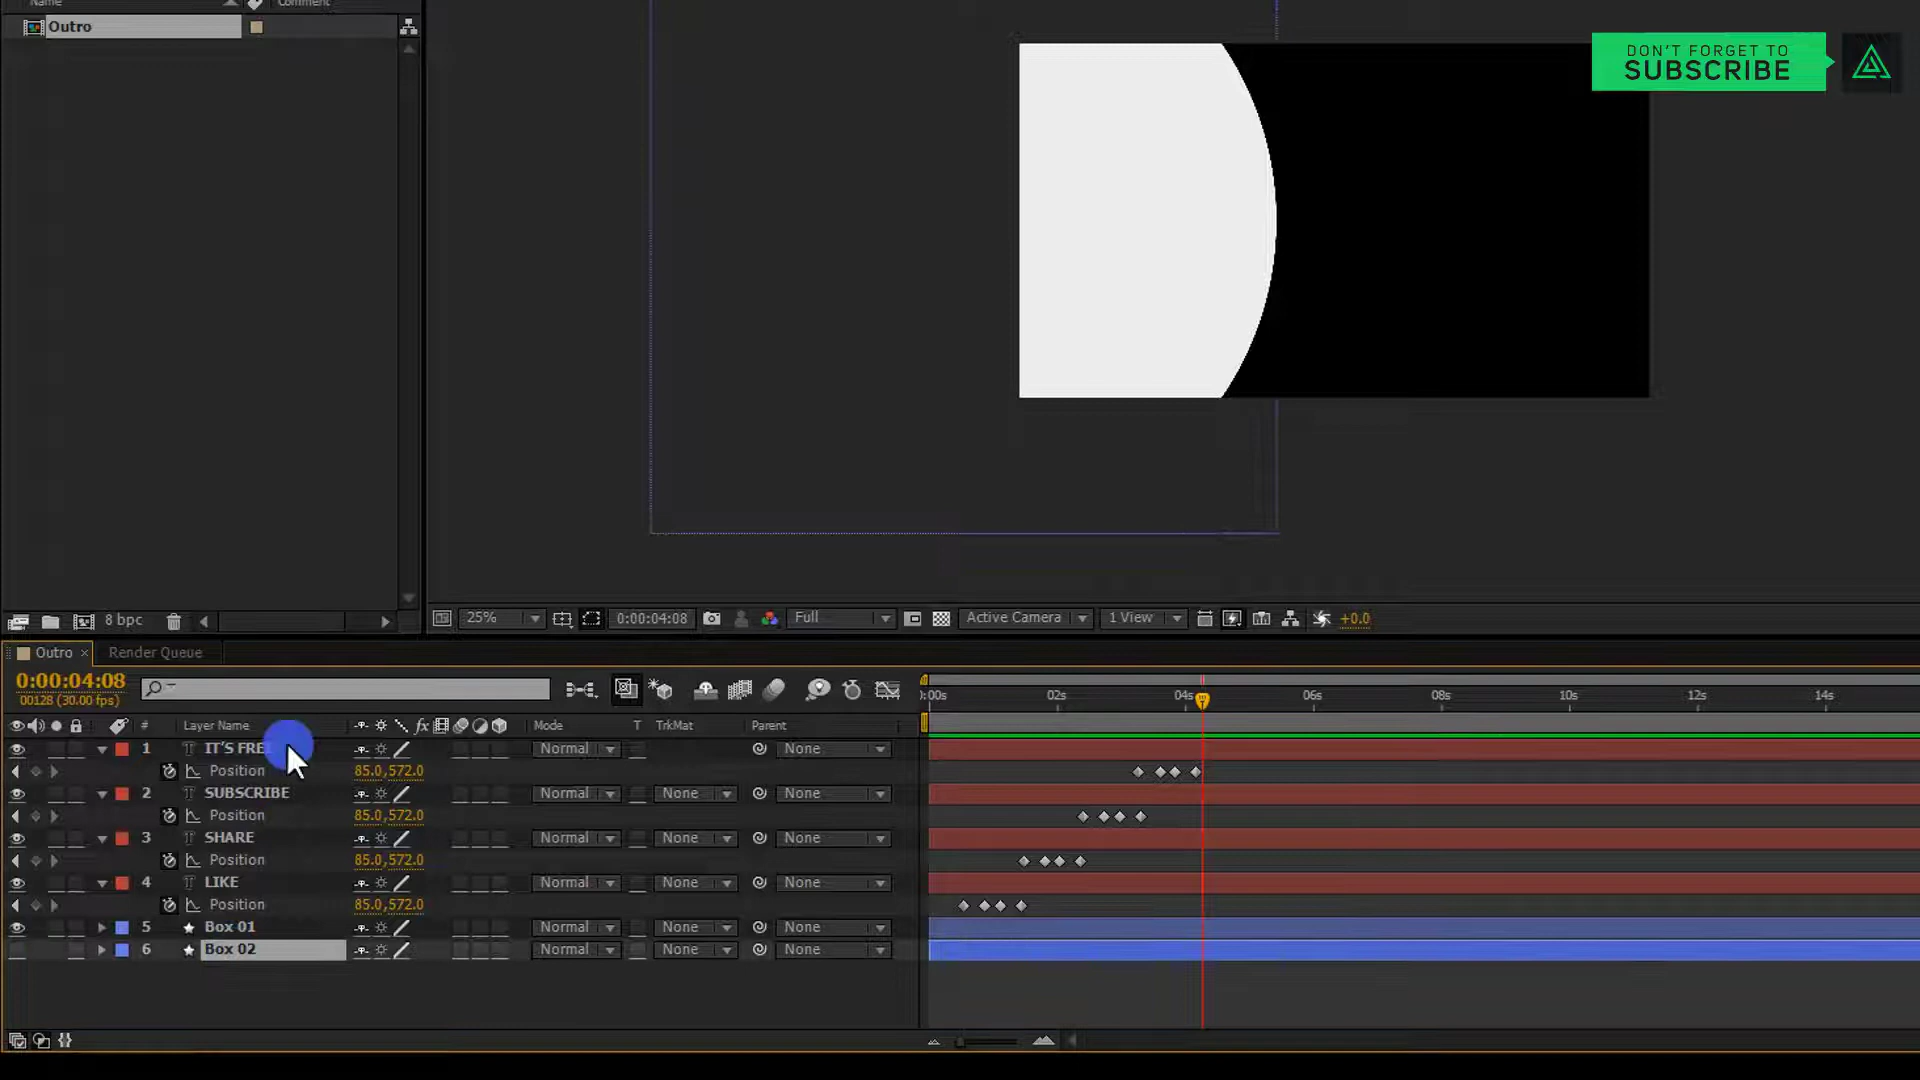 Name
Comment
Outro
DON'T FORGET TO
SUBSCRIBE
8 bpc
25%
0:00:04:08
Full
Active Camera
1 View
+0.0
Outro ×
Render Queue
0:00:04:08
00128 (30.00 fps)
:00s 02s 04s 06s 08s 10s 12s 14s
# Layer Name fx Mode T TrkMat Parent
1 T IT'S FREE Normal None
Position 85.0,572.0
2 T SUBSCRIBE Normal None None
Position 85.0,572.0
3 T SHARE Normal None None
Position 85.0,572.0
4 T LIKE Normal None None
Position 85.0,572.0
5 Box 01 Normal None None
6 Box 02 Normal None None